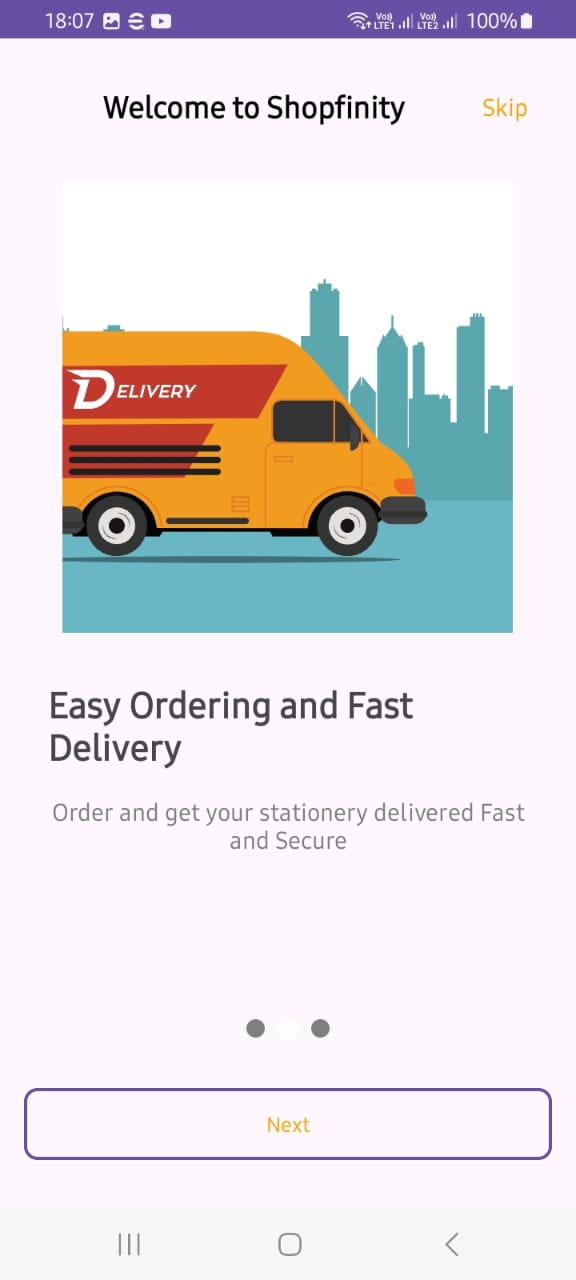 18:07
Vo)) LTE1 Vo)) LTE2 100%
Welcome to Shopfinity
Skip
DELIVERY
Easy Ordering and Fast
Delivery
Order and get your stationery delivered Fast
and Secure
Next